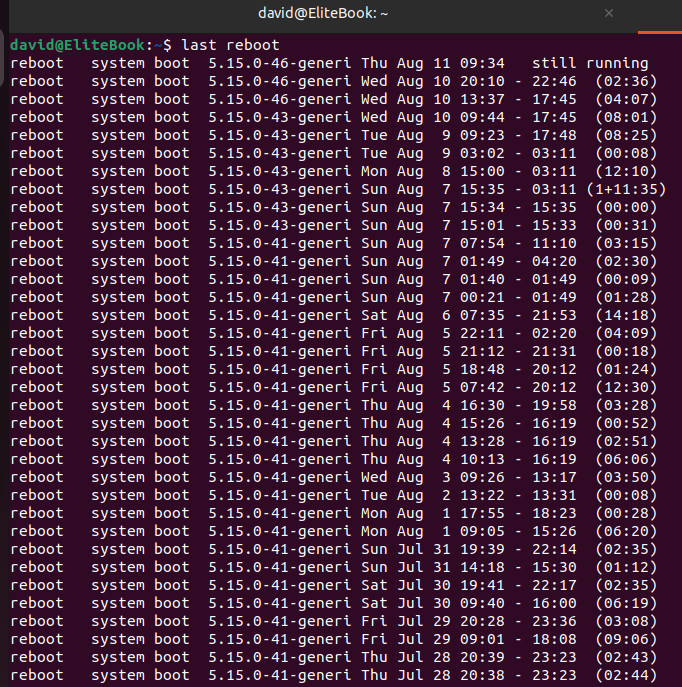 david@EliteBook: ~ ×
david@EliteBook:~$ last reboot
reboot   system boot  5.15.0-46-generi Thu Aug 11 09:34   still running
reboot   system boot  5.15.0-46-generi Wed Aug 10 20:10 - 22:46  (02:36)
reboot   system boot  5.15.0-46-generi Wed Aug 10 13:37 - 17:45  (04:07)
reboot   system boot  5.15.0-43-generi Wed Aug 10 09:44 - 17:45  (08:01)
reboot   system boot  5.15.0-43-generi Tue Aug  9 09:23 - 17:48  (08:25)
reboot   system boot  5.15.0-43-generi Tue Aug  9 03:02 - 03:11  (00:08)
reboot   system boot  5.15.0-43-generi Mon Aug  8 15:00 - 03:11  (12:10)
reboot   system boot  5.15.0-43-generi Sun Aug  7 15:35 - 03:11 (1+11:35)
reboot   system boot  5.15.0-43-generi Sun Aug  7 15:34 - 15:35  (00:00)
reboot   system boot  5.15.0-43-generi Sun Aug  7 15:01 - 15:33  (00:31)
reboot   system boot  5.15.0-41-generi Sun Aug  7 07:54 - 11:10  (03:15)
reboot   system boot  5.15.0-41-generi Sun Aug  7 01:49 - 04:20  (02:30)
reboot   system boot  5.15.0-41-generi Sun Aug  7 01:40 - 01:49  (00:09)
reboot   system boot  5.15.0-41-generi Sun Aug  7 00:21 - 01:49  (01:28)
reboot   system boot  5.15.0-41-generi Sat Aug  6 07:35 - 21:53  (14:18)
reboot   system boot  5.15.0-41-generi Fri Aug  5 22:11 - 02:20  (04:09)
reboot   system boot  5.15.0-41-generi Fri Aug  5 21:12 - 21:31  (00:18)
reboot   system boot  5.15.0-41-generi Fri Aug  5 18:48 - 20:12  (01:24)
reboot   system boot  5.15.0-41-generi Fri Aug  5 07:42 - 20:12  (12:30)
reboot   system boot  5.15.0-41-generi Thu Aug  4 16:30 - 19:58  (03:28)
reboot   system boot  5.15.0-41-generi Thu Aug  4 15:26 - 16:19  (00:52)
reboot   system boot  5.15.0-41-generi Thu Aug  4 13:28 - 16:19  (02:51)
reboot   system boot  5.15.0-41-generi Thu Aug  4 10:13 - 16:19  (06:06)
reboot   system boot  5.15.0-41-generi Wed Aug  3 09:26 - 13:17  (03:50)
reboot   system boot  5.15.0-41-generi Tue Aug  2 13:22 - 13:31  (00:08)
reboot   system boot  5.15.0-41-generi Mon Aug  1 17:55 - 18:23  (00:28)
reboot   system boot  5.15.0-41-generi Mon Aug  1 09:05 - 15:26  (06:20)
reboot   system boot  5.15.0-41-generi Sun Jul 31 19:39 - 22:14  (02:35)
reboot   system boot  5.15.0-41-generi Sun Jul 31 14:18 - 15:30  (01:12)
reboot   system boot  5.15.0-41-generi Sat Jul 30 19:41 - 22:17  (02:35)
reboot   system boot  5.15.0-41-generi Sat Jul 30 09:40 - 16:00  (06:19)
reboot   system boot  5.15.0-41-generi Fri Jul 29 20:28 - 23:36  (03:08)
reboot   system boot  5.15.0-41-generi Fri Jul 29 09:01 - 18:08  (09:06)
reboot   system boot  5.15.0-41-generi Thu Jul 28 20:39 - 23:23  (02:43)
reboot   system boot  5.15.0-41-generi Thu Jul 28 20:38 - 23:23  (02:44)